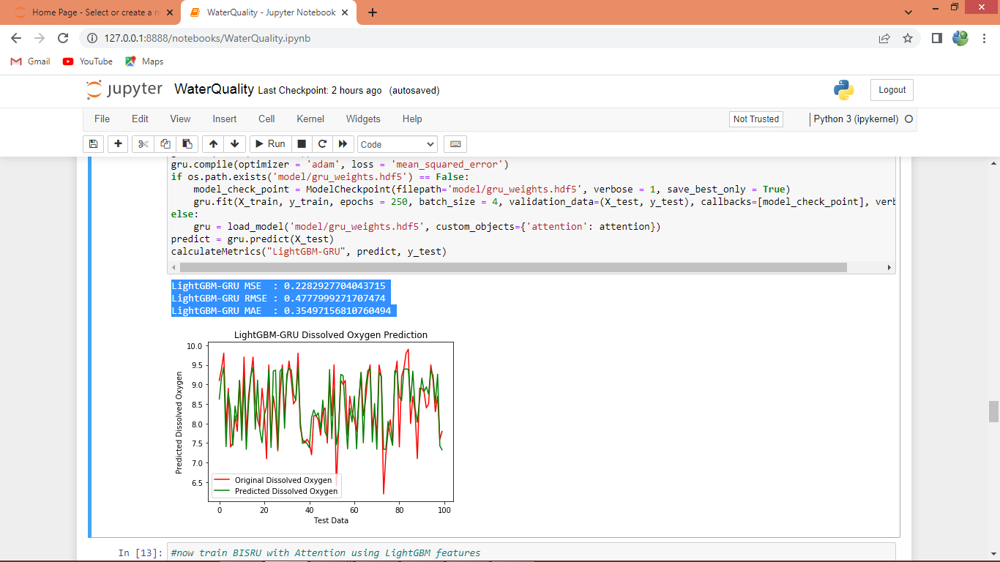 Home Page - Select or create a n
WaterQuality - Jupyter Notebook
127.0.0.1:8888/notebooks/WaterQuality.ipynb
Gmail YouTube Maps
jupyter WaterQuality Last Checkpoint: 2 hours ago (autosaved)
Logout
File Edit View Insert Cell Kernel Widgets Help
Not Trusted Python 3 (ipykernel)
Run Code
gru.compile(optimizer = 'adam', loss = 'mean_squared_error')
if os.path.exists('model/gru_weights.hdf5') == False:
    model_check_point = ModelCheckpoint(filepath='model/gru_weights.hdf5', verbose = 1, save_best_only = True)
    gru.fit(X_train, y_train, epochs = 250, batch_size = 4, validation_data=(X_test, y_test), callbacks=[model_check_point], verb
else:
    gru = load_model('model/gru_weights.hdf5', custom_objects={'attention': attention})
predict = gru.predict(X_test)
calculateMetrics("LightGBM-GRU", predict, y_test)
LightGBM-GRU MSE  : 0.2282927704043715
LightGBM-GRU RMSE : 0.4777999271707474
LightGBM-GRU MAE  : 0.35497156810760494
LightGBM-GRU Dissolved Oxygen Prediction
Predicted Dissolved Oxygen
10.0
9.5
9.0
8.5
8.0
7.5
7.0
6.5
Original Dissolved Oxygen
Predicted Dissolved Oxygen
0 20 40 60 80 100
Test Data
In [13]: #now train BISRU with Attention using LightGBM features